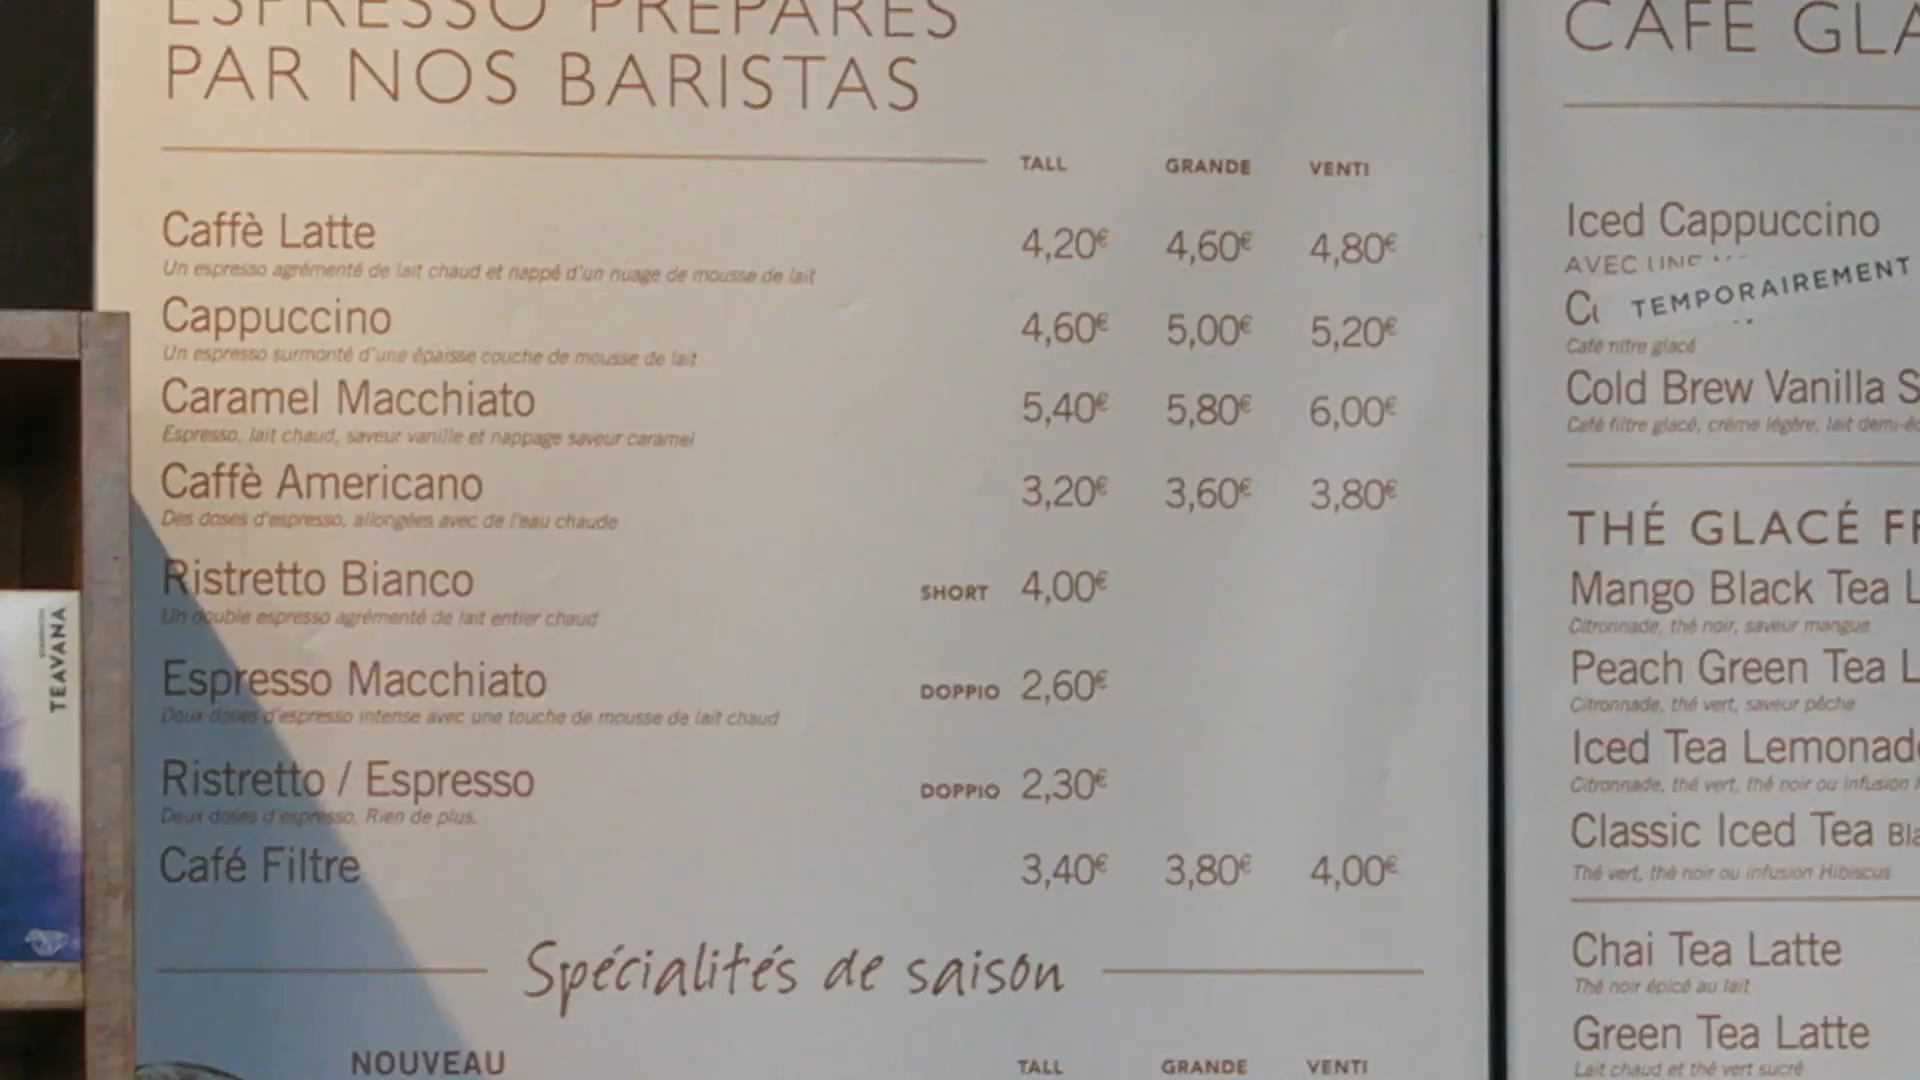 ESPRESSO PRÉPARÉS
PAR NOS BARISTAS
TALL GRANDE VENTI
Caffè Latte 4,20€ 4,60€ 4,80€
Un espresso agrémenté de lait chaud et nappé d'un nuage de mousse de lait
Cappuccino 4,60€ 5,00€ 5,20€
Un espresso surmonté d'une épaisse couche de mousse de lait
Caramel Macchiato 5,40€ 5,80€ 6,00€
Espresso, lait chaud, saveur vanille et nappage saveur caramel
Caffè Americano 3,20€ 3,60€ 3,80€
Des doses d'espresso, allongées avec de l'eau chaude
Ristretto Bianco SHORT 4,00€
Un double espresso agrémenté de lait entier chaud
Espresso Macchiato DOPPIO 2,60€
Doux doses d'espresso intense avec une touche de mousse de lait chaud
Ristretto / Espresso DOPPIO 2,30€
Deux doses d'espresso. Rien de plus.
Café Filtre 3,40€ 3,80€ 4,00€
Spécialités de saison
NOUVEAU TALL GRANDE VENTI
TEAVANA
CAFÉ GLA
Iced Cappuccino
AVEC UNE
TEMPORAIREMENT
Café filtre glacé
Cold Brew Vanilla S
Café filtre glacé, crème légère, lait demi-éc
THÉ GLACÉ FR
Mango Black Tea L
Citronnade, thé noir, saveur mangue
Peach Green Tea L
Citronnade, thé vert, saveur pêche
Iced Tea Lemonade
Citronnade, thé vert, thé noir ou infusion
Classic Iced Tea Bla
Thé vert, thé noir ou infusion Hibiscus
Chai Tea Latte
Thé noir épicé au lait
Green Tea Latte
Lait chaud et thé vert sucré